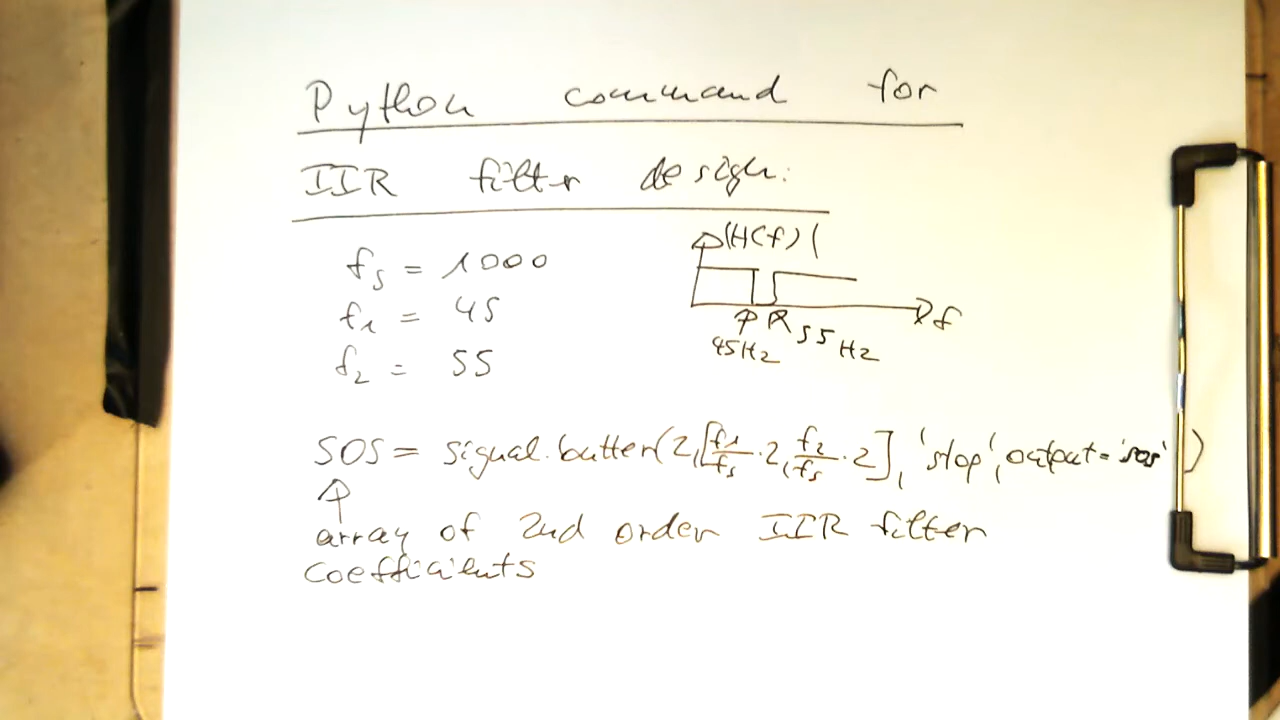 Python command for
IIR filter design:
fs = 1000
f1 = 45
f2 = 55
|H(f)|
f
45Hz
55Hz
SOS = signal.butter(2,[f1/fs·2,f2/fs·2],'stop',output='sos')
array of 2nd order IIR filter
coefficients